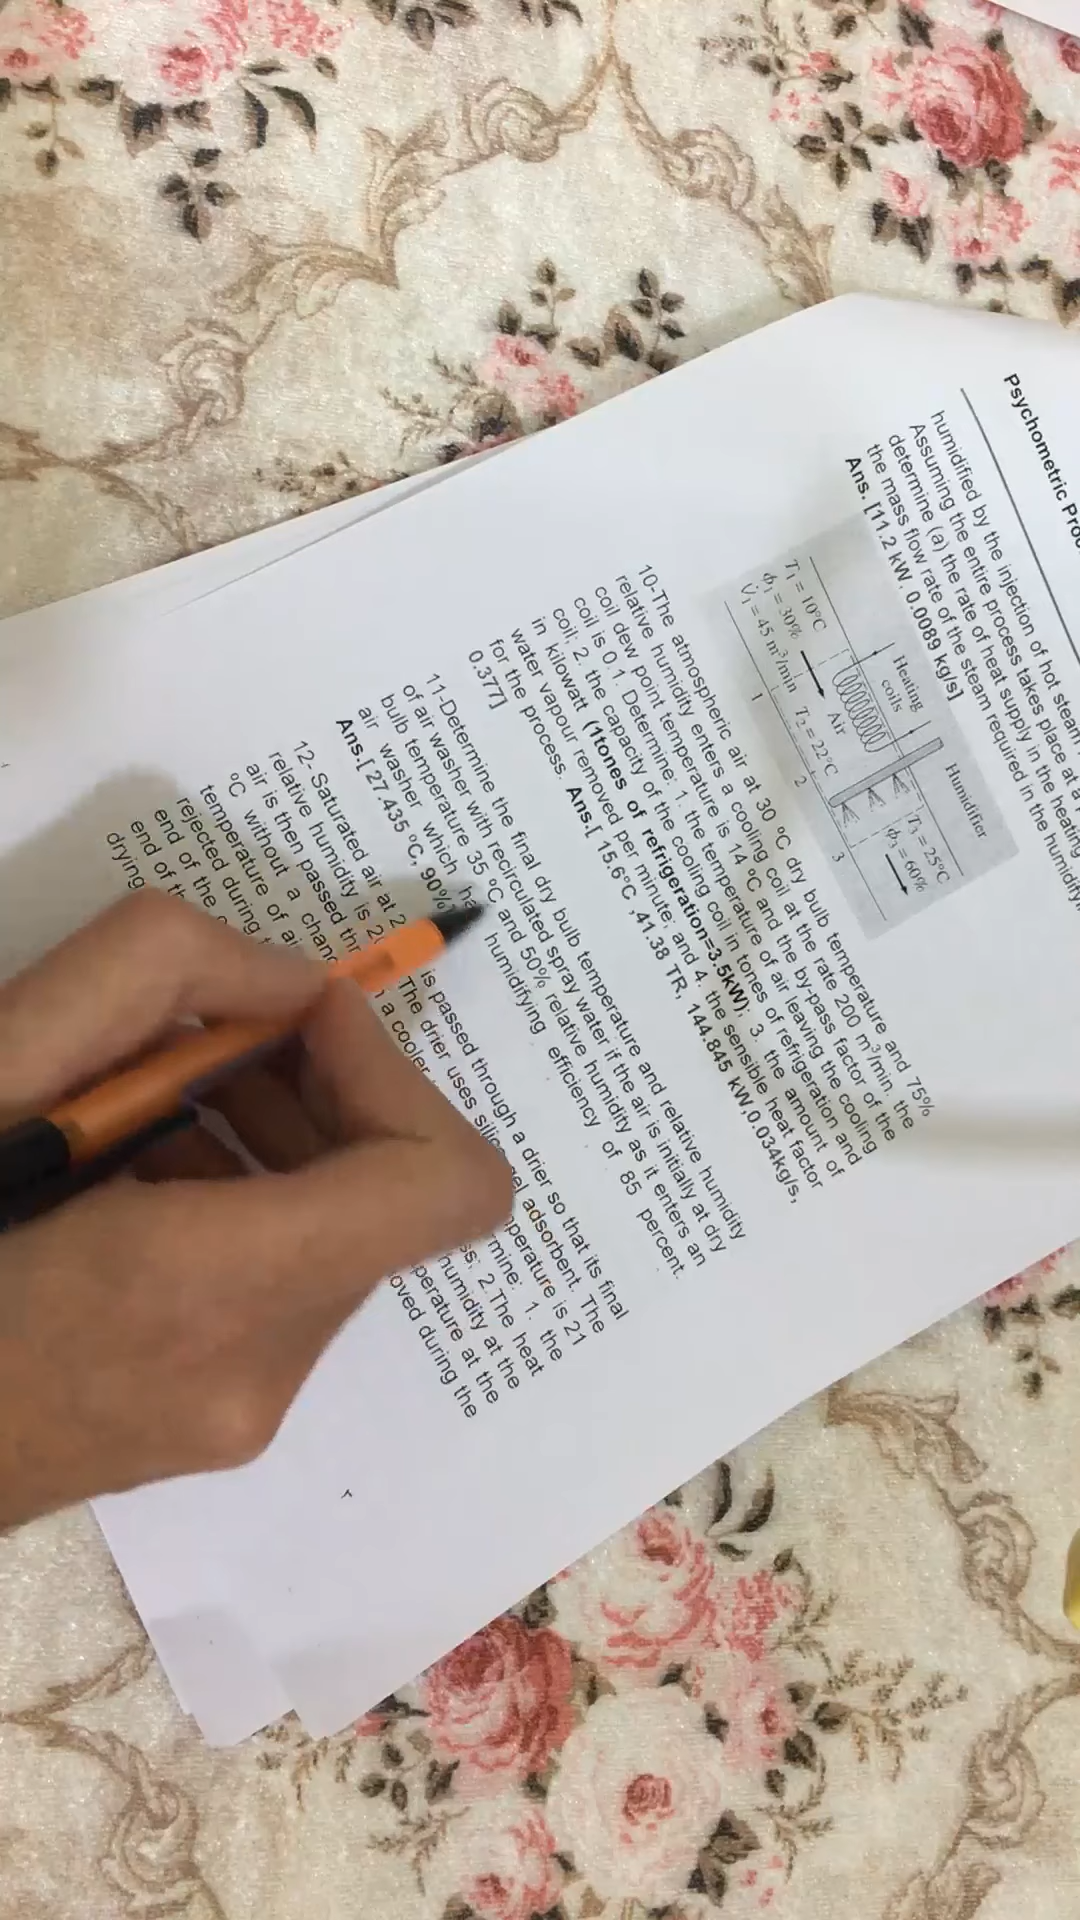 Psychometric Proc
humidified by the injection of hot steam
Assuming the entire process takes place at a
determine (a) the rate of heat supply in the heating
the mass flow rate of the steam required in the humidify
Ans. [11.2 kW. 0.0089 kg/s]
Heating
coils
Humidifier
T₁ = 10°C
ϕ₁ = 30%
V̇₁ = 45 m³/min
Air
T₂ = 22°C
T₃ = 25°C
ϕ₃ = 60%
1
2
3
10-The atmospheric air at 30 °C dry bulb temperature and 75%
relative humidity enters a cooling coil at the rate 200 m³/min. the
coil dew point temperature is 14 °C and the by-pass factor of the
coil is 0.1. Determine: 1. the temperature of air leaving the cooling
coil; 2. the capacity of the cooling coil in tones of refrigeration and
in kilowatt (1tones of refrigeration=3.5kW); 3. the amount of
water vapour removed per minute, and 4. the sensible heat factor
for the process. Ans.[ 15.6°C ,41.38 TR, 144.845 kW,0.034kg/s,
0.377]
11-Determine the final dry bulb temperature and relative humidity
of air washer with recirculated spray water if the air is initially at dry
bulb temperature 35 °C and 50% relative humidity as it enters an
air washer which ha humidifying efficiency of 85 percent.
Ans.[ 27.435 °C, 90%
12- Saturated air at 2 is passed through a drier so that its final
relative humidity is 2 The drier uses silica gel adsorbent. The
air is then passed thr a cooler perature is 21
°C without a chang rmine: 1. the
temperature of ai ss; 2.The heat
rejected during humidity at the
end of the perature at the
end of th oved during the
drying
٢